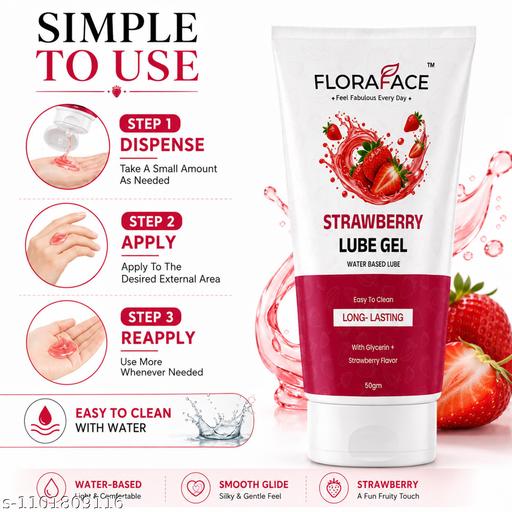 SIMPLE
TO USE
STEP 1
DISPENSE
Take A Small Amount
As Needed
STEP 2
APPLY
Apply To The
Desired External Area
STEP 3
REAPPLY
Use More
Whenever Needed
EASY TO CLEAN
WITH WATER
FLORAFACE
TM
Feel Fabulous Every Day
STRAWBERRY
LUBE GEL
WATER BASED LUBE
Easy To Clean
LONG- LASTING
With Glycerin +
Strawberry Flavor
50gm
WATER-BASED
Light & Comfortable
SMOOTH GLIDE
Silky & Gentle Feel
STRAWBERRY
A Fun Fruity Touch
s-1101803116